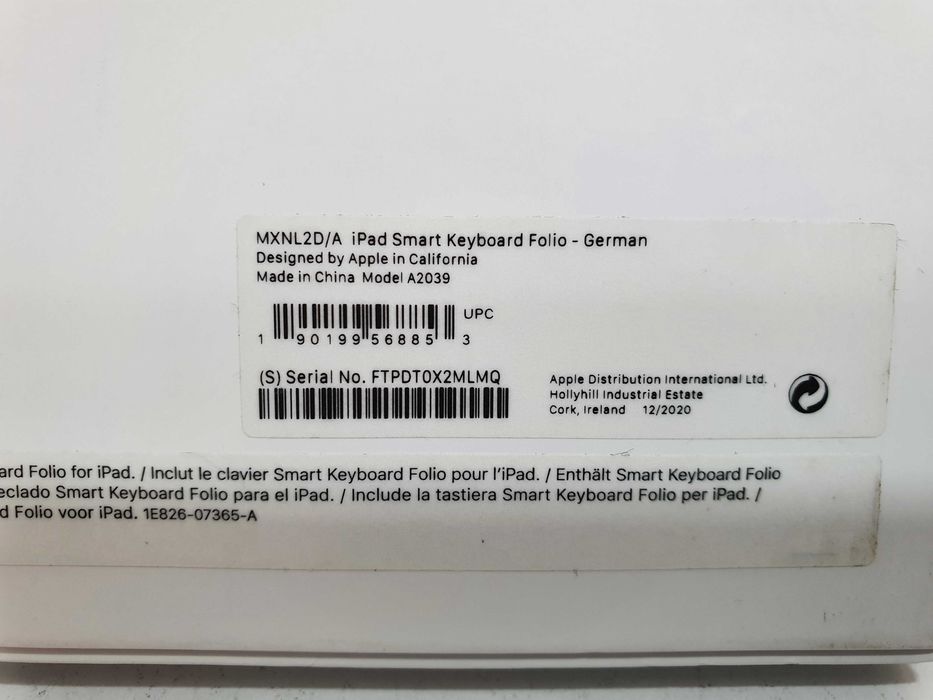 MXNL2D/A iPad Smart Keyboard Folio - German
Designed by Apple in California
Made in China Model A2039
UPC
1 90199 56885 3
(S) Serial No. FTPDT0X2MLMQ
Apple Distribution International Ltd.
Hollyhill Industrial Estate
Cork, Ireland 12/2020
ard Folio for iPad. / Inclut le clavier Smart Keyboard Folio pour l'iPad. / Enthält Smart Keyboard Folio
eclado Smart Keyboard Folio para el iPad. / Include la tastiera Smart Keyboard Folio per iPad. /
d Folio voor iPad. 1E826-07365-A